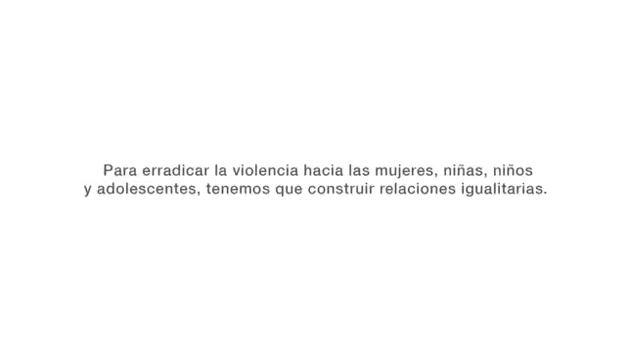 Para erradicar la violencia hacia las mujeres, niñas, niños
y adolescentes, tenemos que construir relaciones igualitarias.